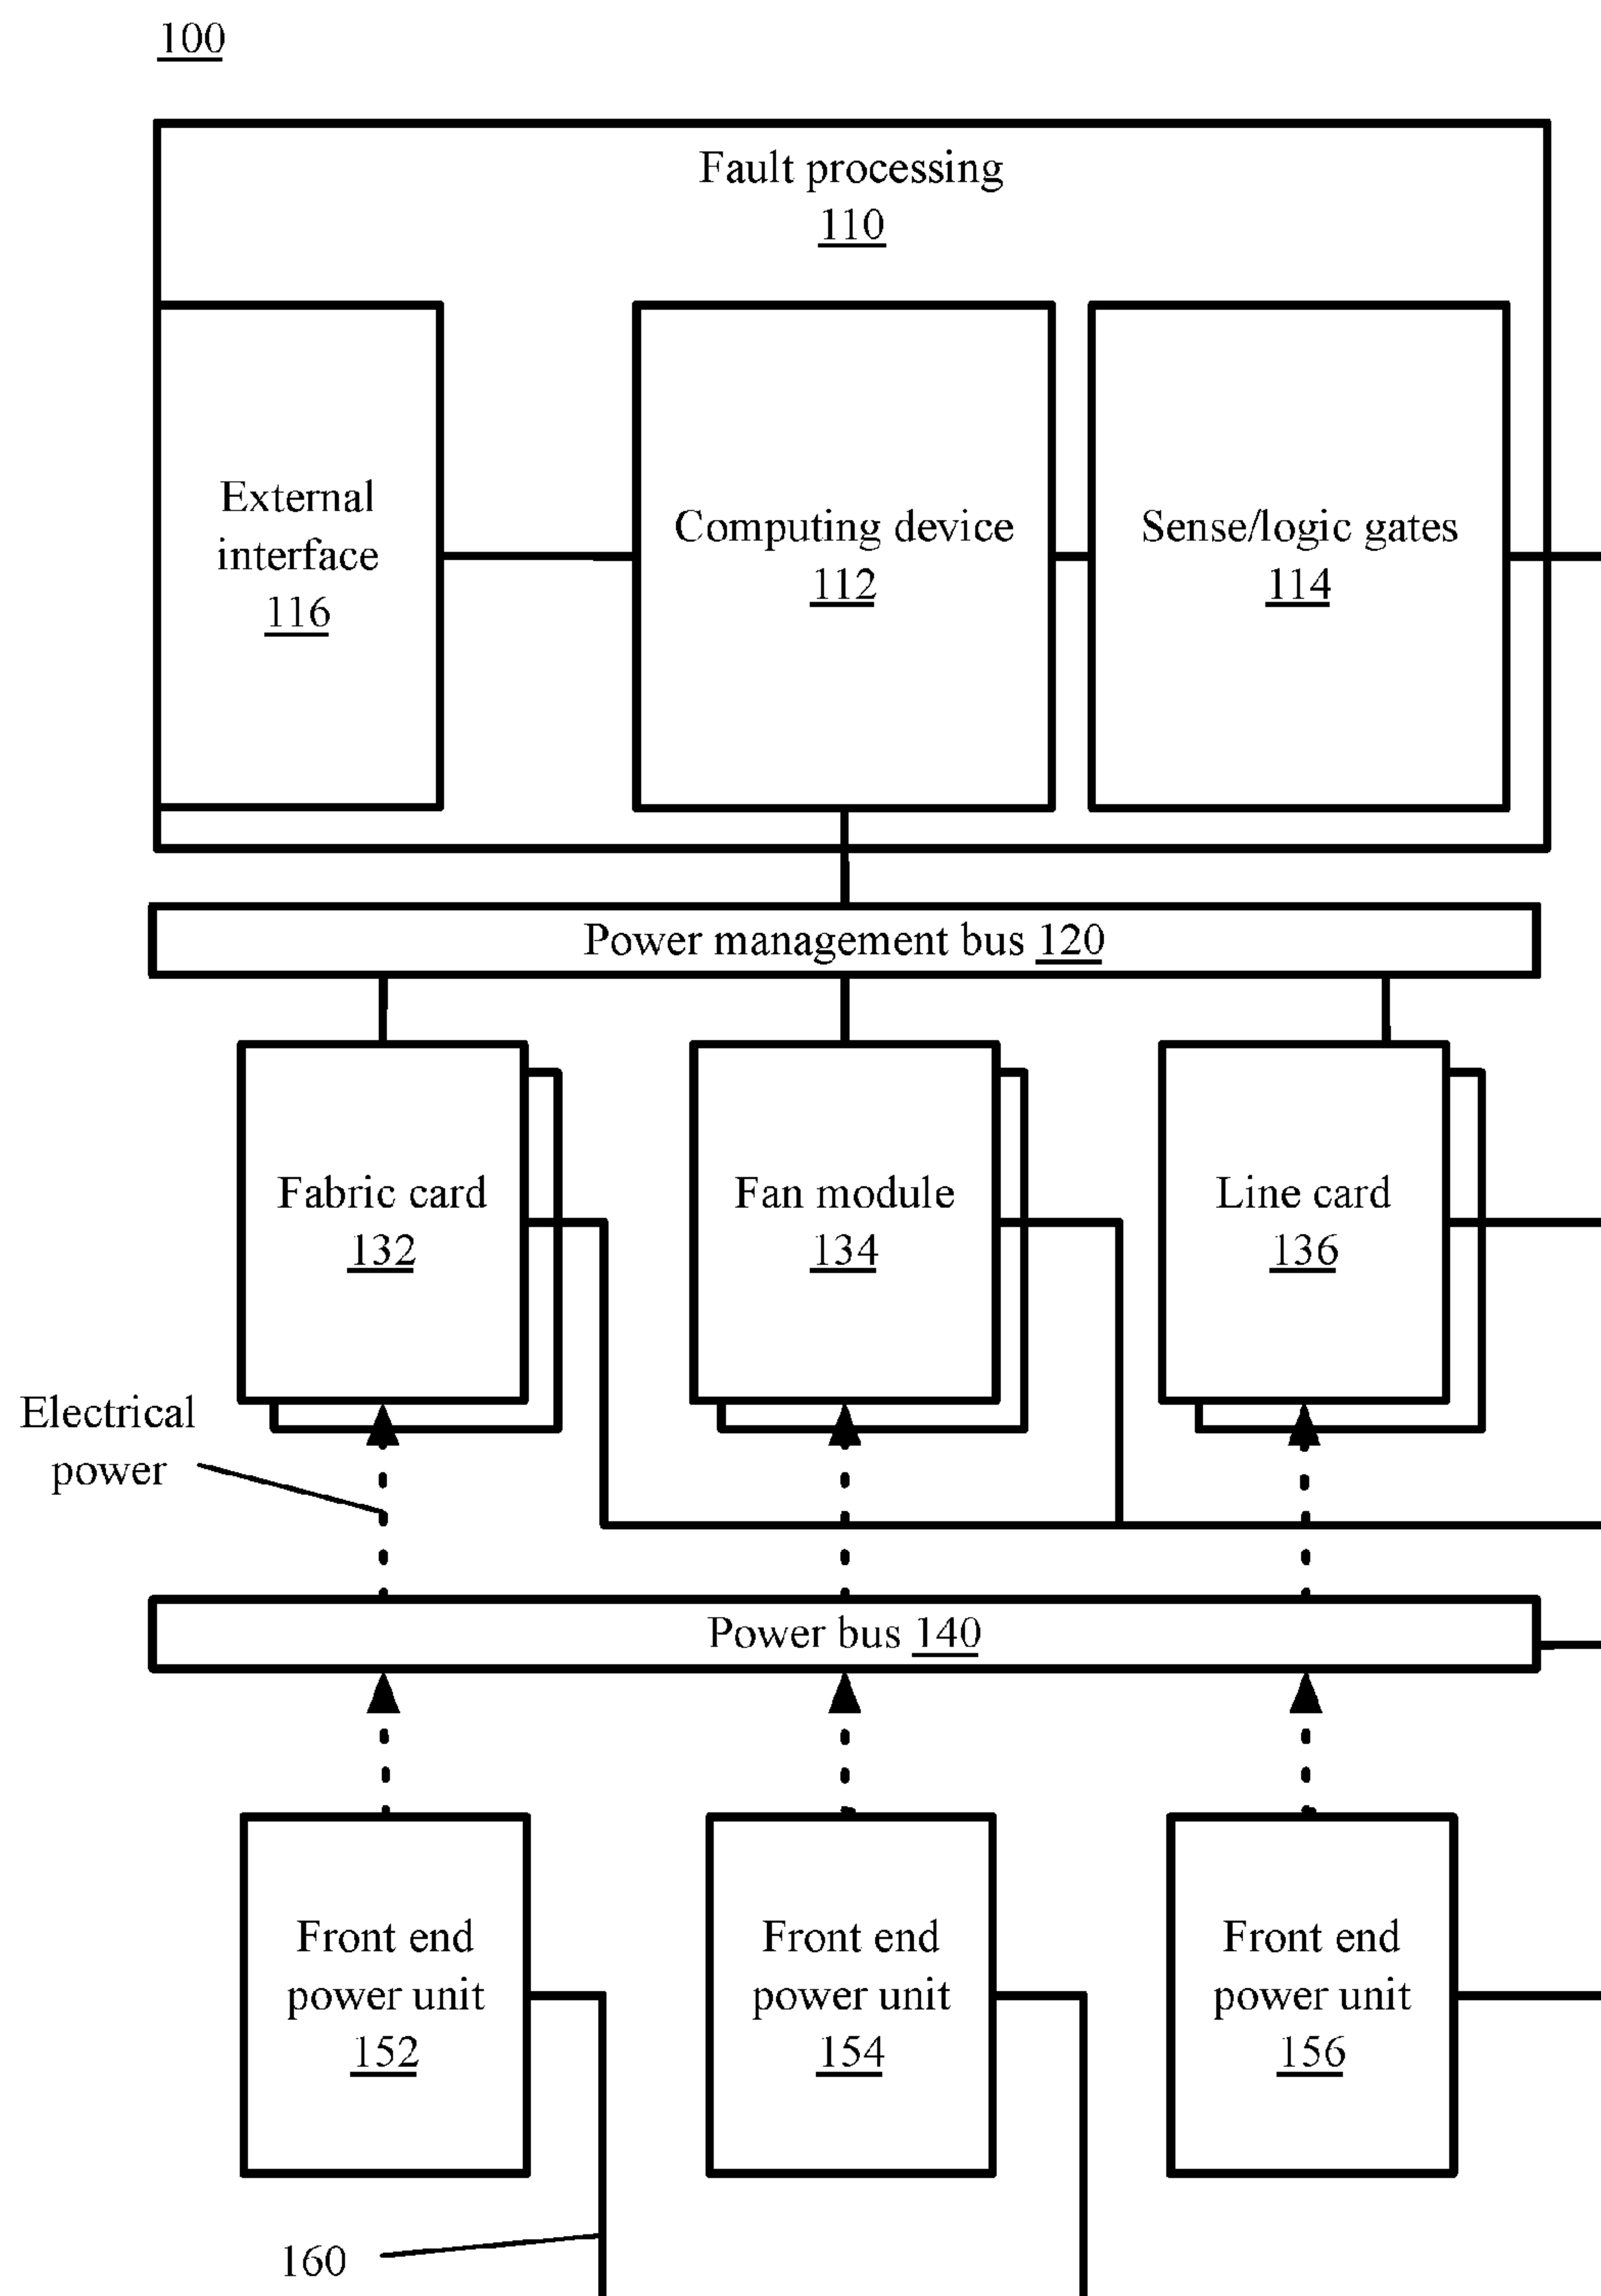 100
Fault processing
110
External
interface
116
Computing device
112
Sense/logic gates
114
Power management bus 120
Fabric card
132
Fan module
134
Line card
136
Electrical
power
Power bus 140
Front end
power unit
152
Front end
power unit
154
Front end
power unit
156
160